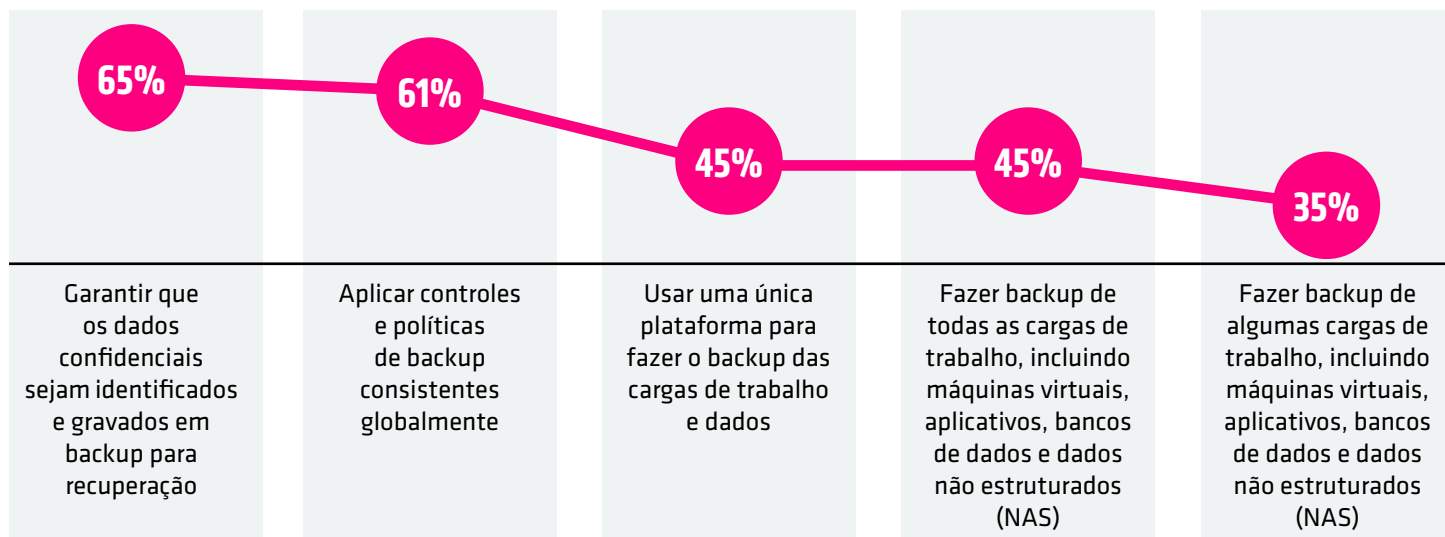 65%
61%
45%
45%
35%
Garantir que
os dados
confidenciais
sejam identificados
e gravados em
backup para
recuperação
Aplicar controles
e políticas
de backup
consistentes
globalmente
Usar uma única
plataforma para
fazer o backup das
cargas de trabalho
e dados
Fazer backup de
todas as cargas de
trabalho, incluindo
máquinas virtuais,
aplicativos, bancos
de dados e dados
não estruturados
(NAS)
Fazer backup de
algumas cargas de
trabalho, incluindo
máquinas virtuais,
aplicativos, bancos
de dados e dados
não estruturados
(NAS)